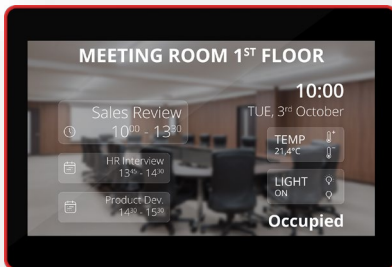 MEETING ROOM 1ST FLOOR
10:00
TUE, 3rd October
Sales Review
10⁰⁰ - 13³⁰
HR Interview
13⁴⁵ - 14³⁰
Product Dev.
14³⁰ - 15³⁰
TEMP
21,4°C
LIGHT
ON
Occupied